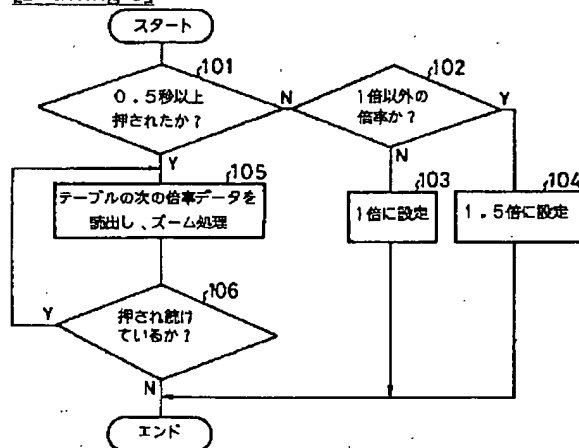 スタート
101
0.5秒以上
押されたか?
N
Y
102
1倍以外の
倍率か?
Y
N
105
テーブルの次の倍率データを
読出し、ズーム処理
103
1倍に設定
104
1.5倍に設定
106
押され続け
ているか?
Y
N
エンド